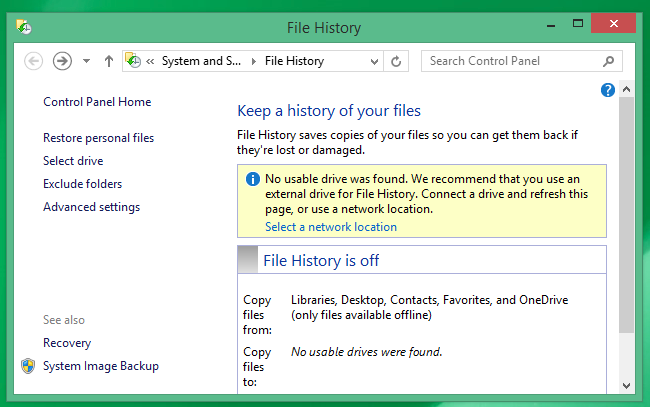 File History
System and S... File History
Search Control Panel
Control Panel Home
Restore personal files
Select drive
Exclude folders
Advanced settings
See also
Recovery
System Image Backup
Keep a history of your files
File History saves copies of your files so you can get them back if
they're lost or damaged.
No usable drive was found. We recommend that you use an
external drive for File History. Connect a drive and refresh this
page, or use a network location.
Select a network location
File History is off
Copy files from:
Libraries, Desktop, Contacts, Favorites, and OneDrive
(only files available offline)
Copy files to:
No usable drives were found.